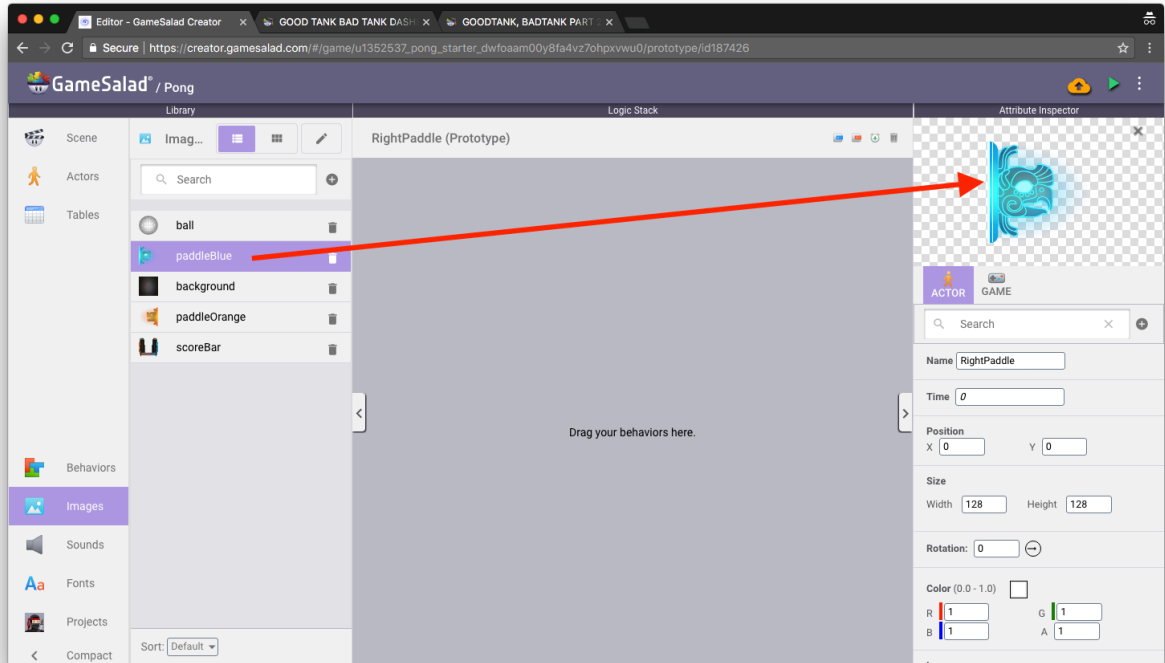 Editor - GameSalad Creator
GOOD TANK BAD TANK DASH
GOODTANK, BADTANK PART 2
Secure | https://creator.gamesalad.com/#/game/u1352537_pong_starter_dwfoaam00y8fa4vz7ohpxvwu0/prototype/id187426
GameSalad® / Pong
Library
Logic Stack
Attribute Inspector
Scene
Imag...
RightPaddle (Prototype)
Actors
Search
Tables
ball
paddleBlue
background
paddleOrange
scoreBar
ACTOR
GAME
Search
Name RightPaddle
Time 0
Position
X 0 Y 0
Drag your behaviors here.
Size
Width 128 Height 128
Rotation: 0
Color (0.0 - 1.0)
R 1 G 1
B 1 A 1
Behaviors
Images
Sounds
Aa Fonts
Projects
Compact
Sort: Default